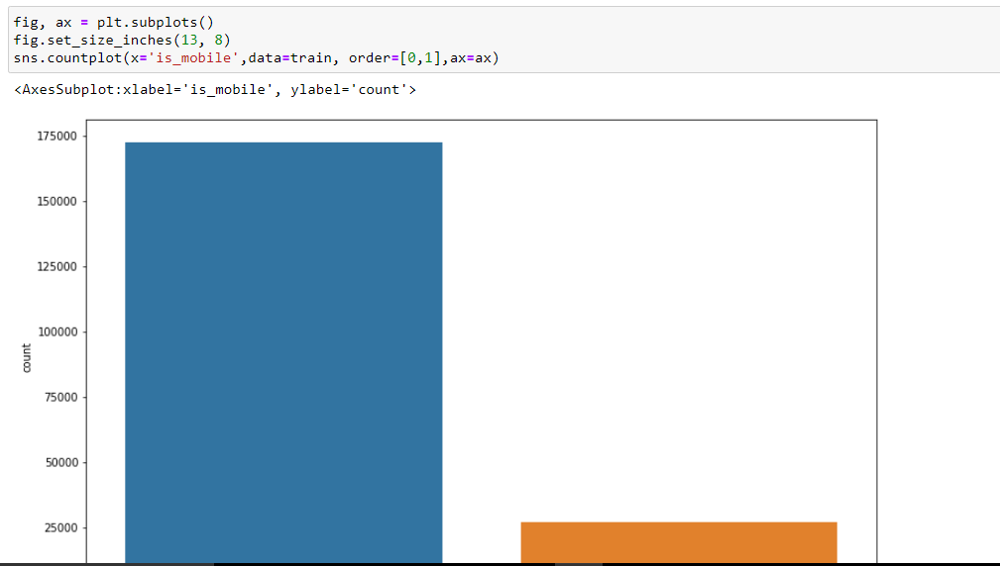 fig, ax = plt.subplots()
fig.set_size_inches(13, 8)
sns.countplot(x='is_mobile',data=train, order=[0,1],ax=ax)
<AxesSubplot:xlabel='is_mobile', ylabel='count'>
175000
150000
125000
100000
count
75000
50000
25000